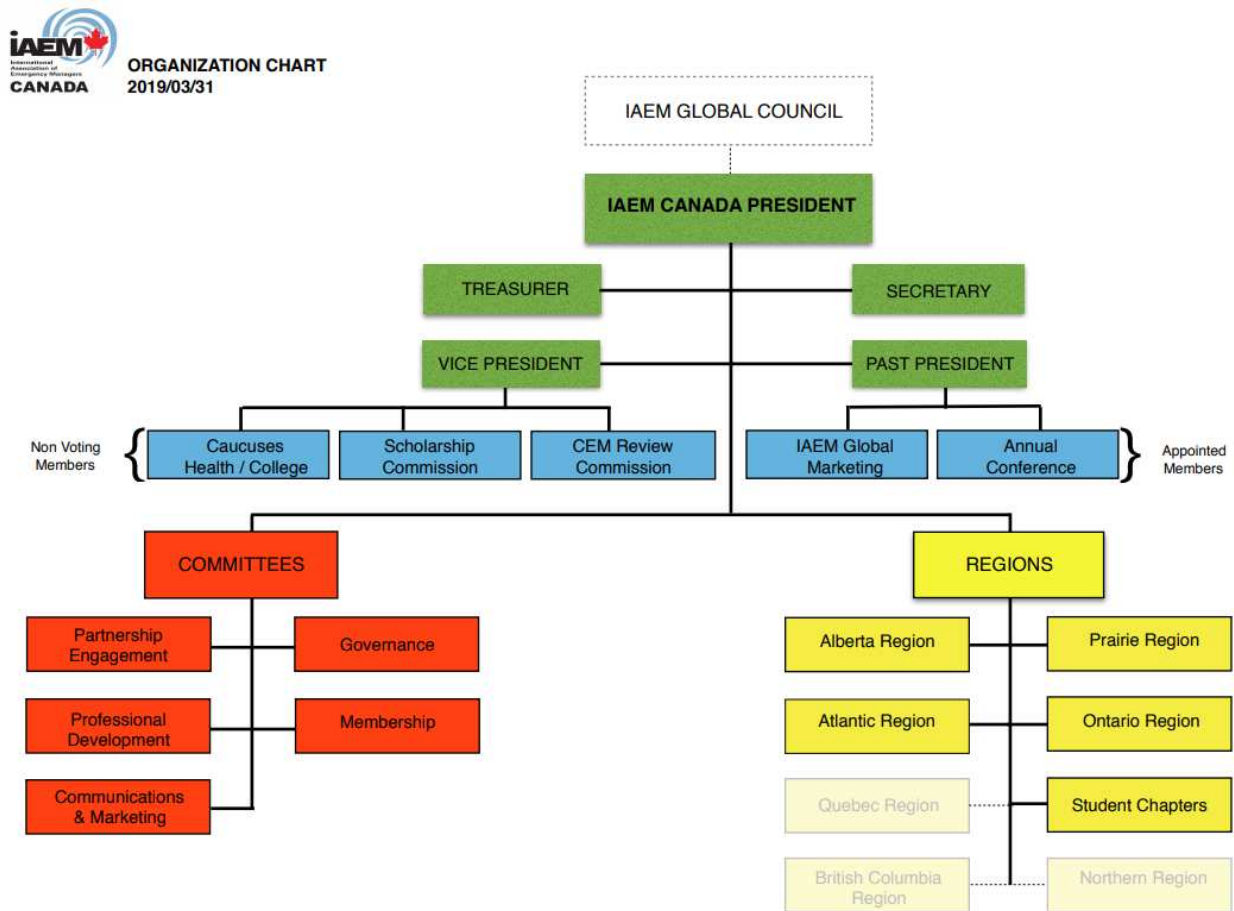 iAEM
International
Association of
Emergency Managers
CANADA
ORGANIZATION CHART
2019/03/31
IAEM GLOBAL COUNCIL
IAEM CANADA PRESIDENT
TREASURER
SECRETARY
VICE PRESIDENT
PAST PRESIDENT
Non Voting
Members
{
Caucuses
Health / College
Scholarship
Commission
CEM Review
Commission
IAEM Global
Marketing
Annual
Conference
}
Appointed
Members
COMMITTEES
REGIONS
Partnership
Engagement
Governance
Alberta Region
Prairie Region
Professional
Development
Membership
Atlantic Region
Ontario Region
Communications
& Marketing
Quebec Region
Student Chapters
British Columbia
Region
Northern Region